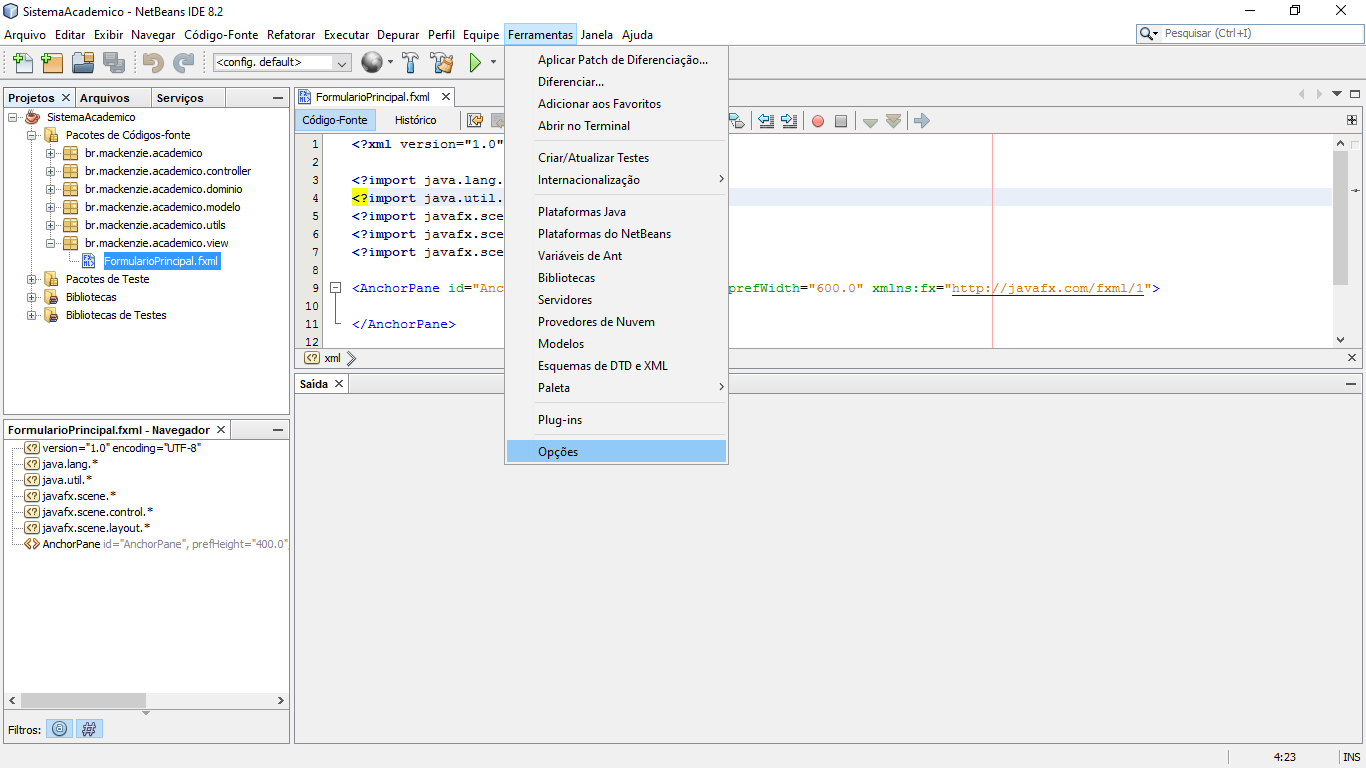 SistemaAcademico - NetBeans IDE 8.2
Arquivo Editar Exibir Navegar Código-Fonte Refatorar Executar Depurar Perfil Equipe Ferramentas Janela Ajuda
Pesquisar (Ctrl+I)
<config. default>
Projetos Arquivos Serviços
SistemaAcademico
Pacotes de Códigos-fonte
br.mackenzie.academico
br.mackenzie.academico.controller
br.mackenzie.academico.dominio
br.mackenzie.academico.modelo
br.mackenzie.academico.utils
br.mackenzie.academico.view
FormularioPrincipal.fxml
Pacotes de Teste
Bibliotecas
Bibliotecas de Testes
FormularioPrincipal.fxml - Navegador
version="1.0" encoding="UTF-8"
java.lang.*
java.util.*
javafx.scene.*
javafx.scene.control.*
javafx.scene.layout.*
AnchorPane id="AnchorPane", prefHeight="400.0",
Filtros:
FormularioPrincipal.fxml
Código-Fonte Histórico
1 <?xml version="1.0"
2
3 <?import java.lang.
4 <?import java.util.
5 <?import javafx.sce
6 <?import javafx.sce
7 <?import javafx.sce
8
9 <AnchorPane id="Anc prefWidth="600.0" xmlns:fx="http://javafx.com/fxml/1">
10
11 </AnchorPane>
12
xml
Saída
Aplicar Patch de Diferenciação...
Diferenciar...
Adicionar aos Favoritos
Abrir no Terminal
Criar/Atualizar Testes
Internacionalização
Plataformas Java
Plataformas do NetBeans
Variáveis de Ant
Bibliotecas
Servidores
Provedores de Nuvem
Modelos
Esquemas de DTD e XML
Paleta
Plug-ins
Opções
4:23 INS